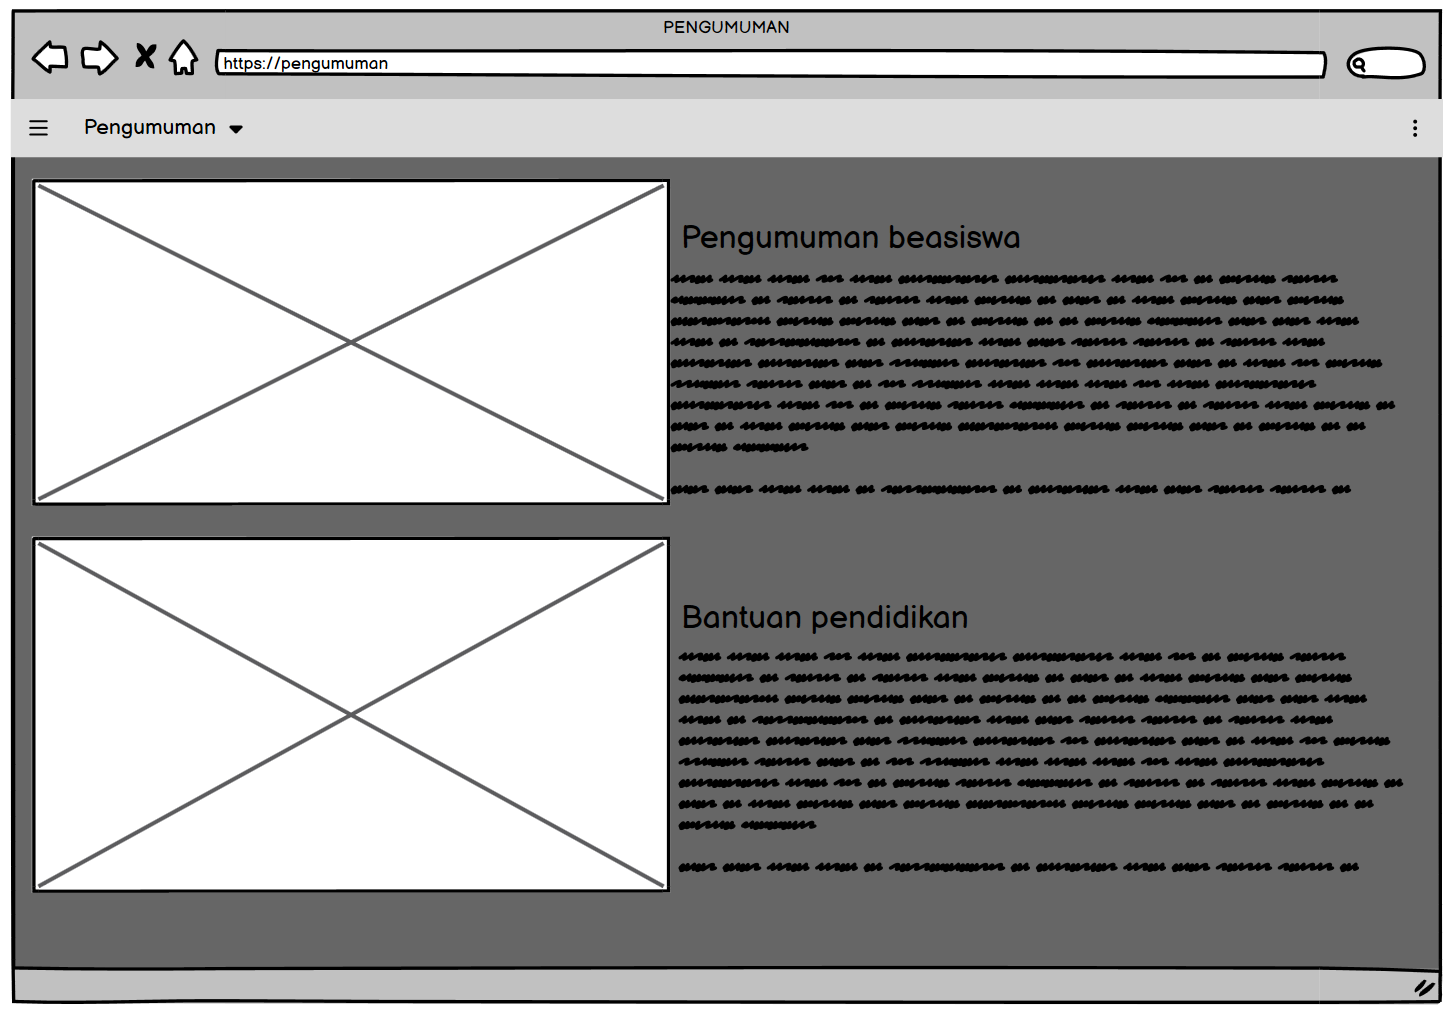 PENGUMUMAN
https://pengumuman
Pengumuman
Pengumuman beasiswa
Bantuan pendidikan